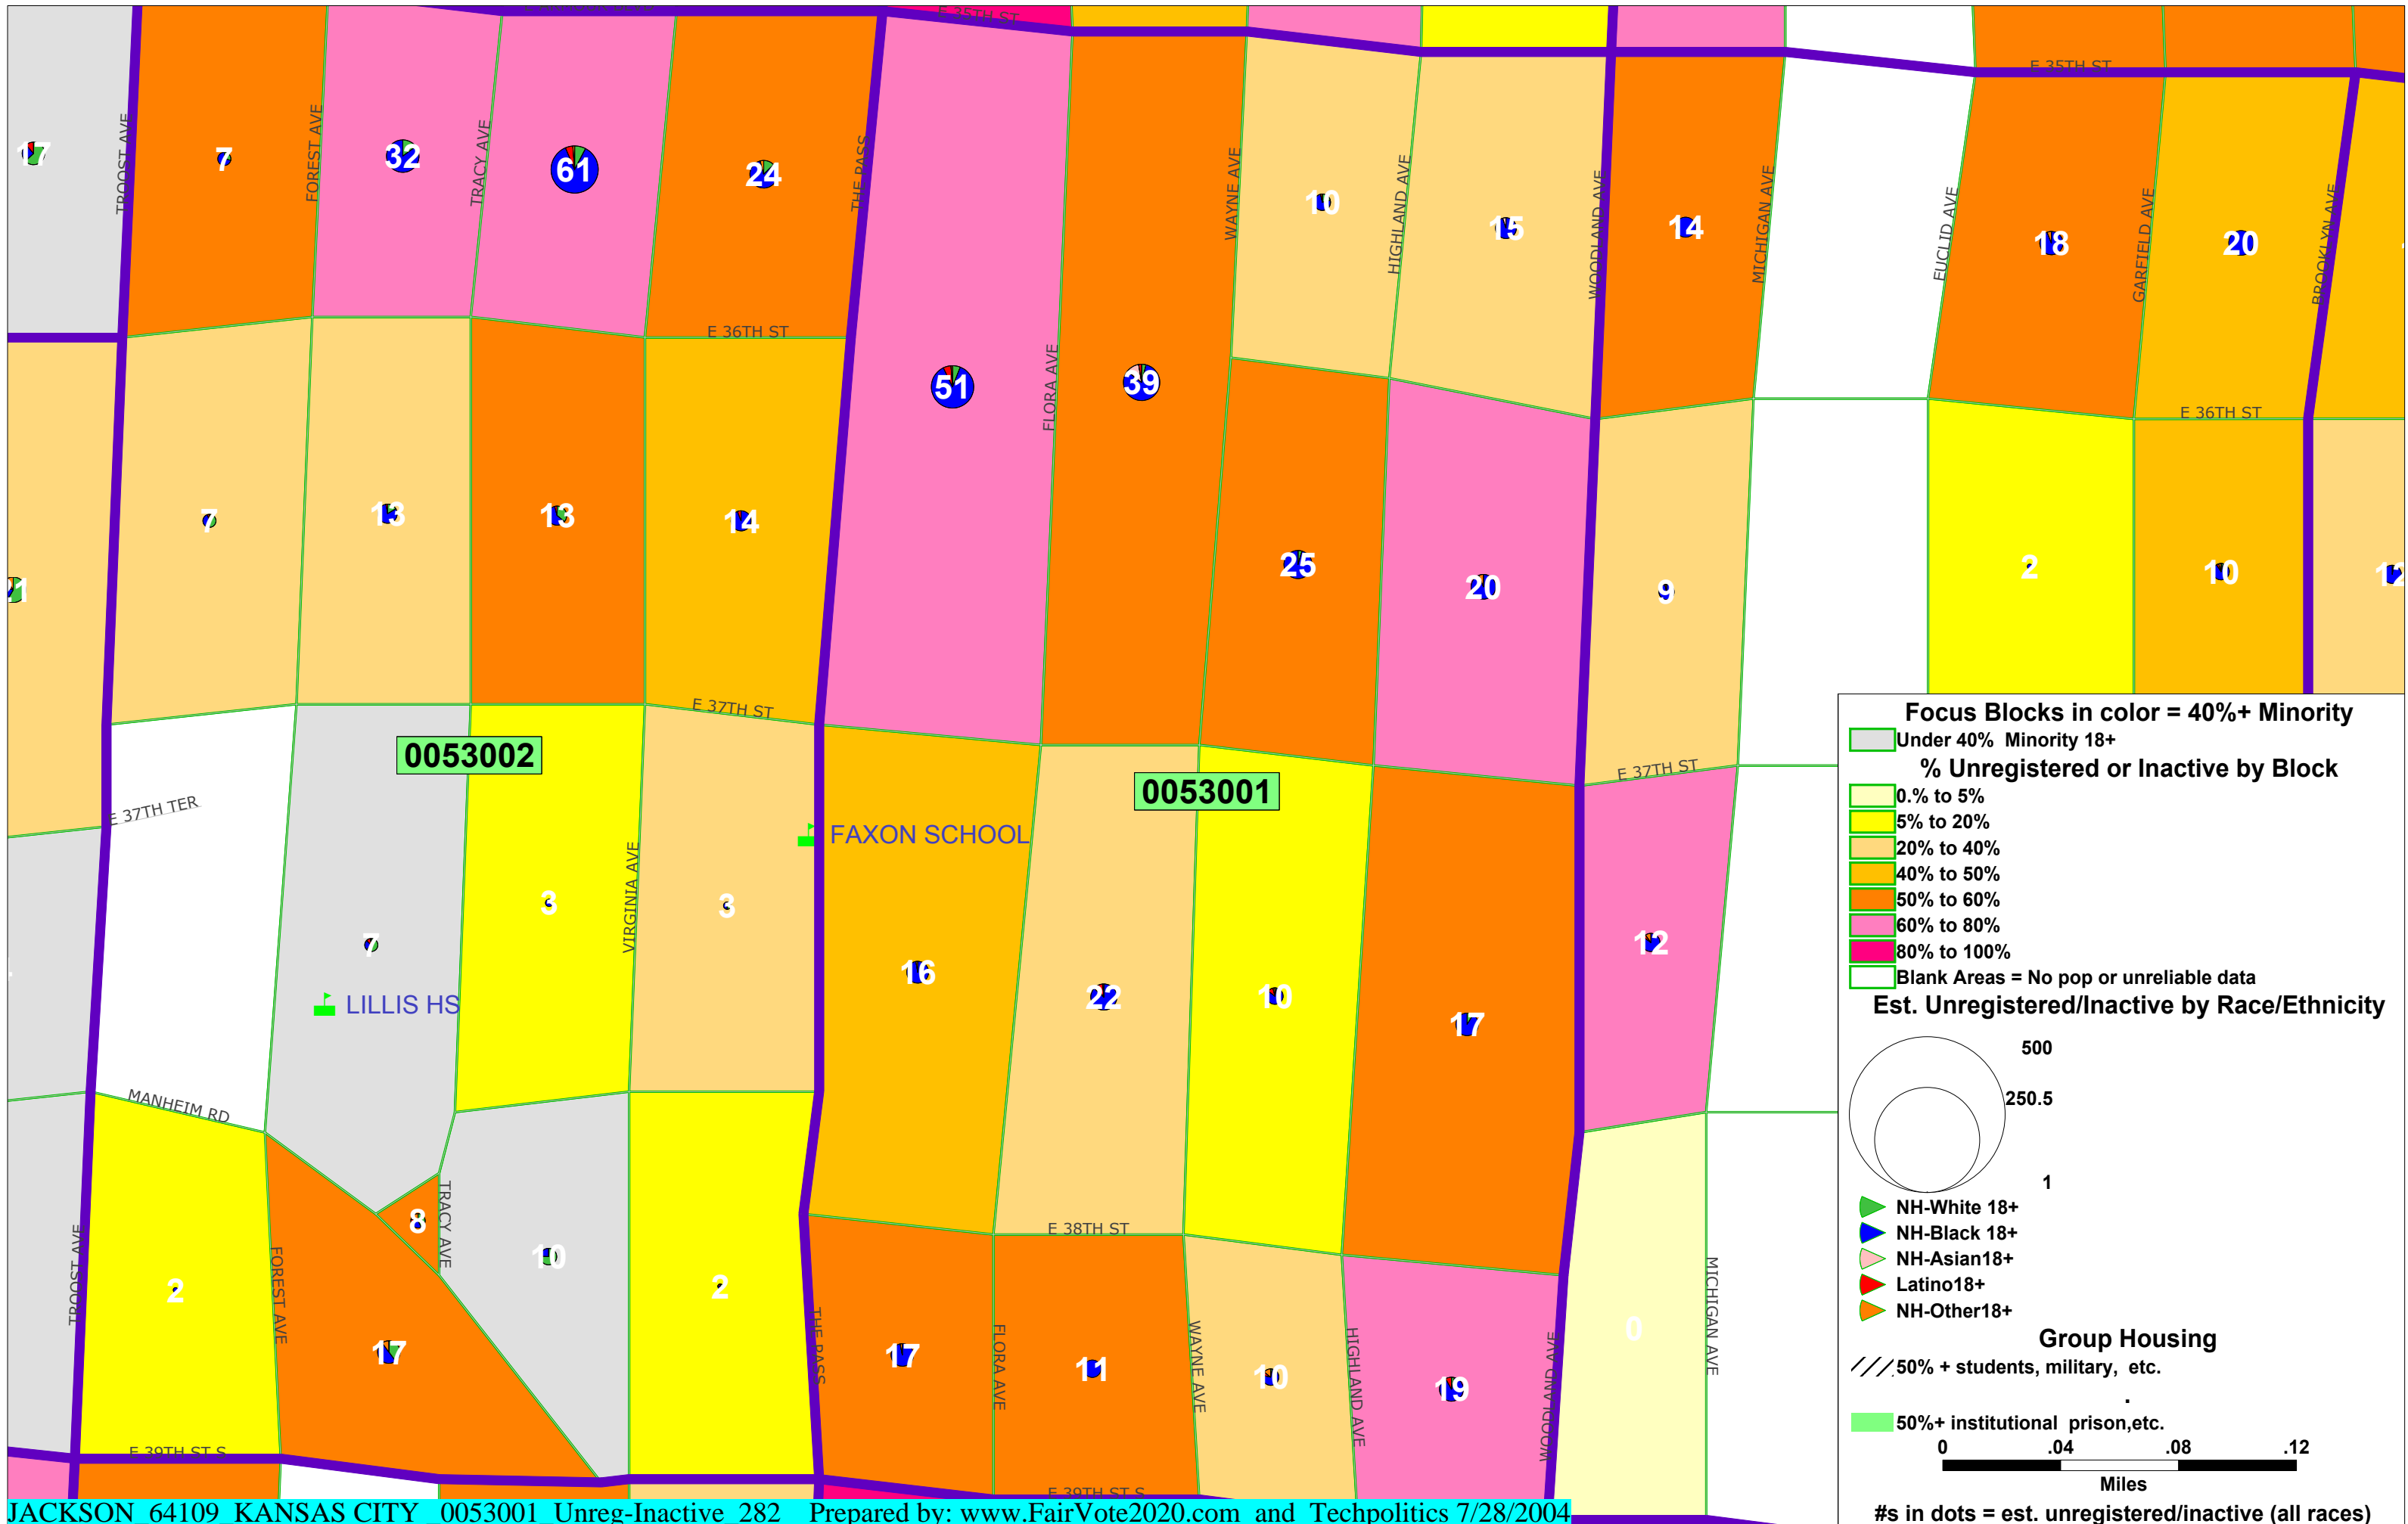 E 35TH ST
E 35TH ST
TROOST AVE
FOREST AVE
TRACY AVE
THE PASS
WAYNE AVE
HIGHLAND AVE
WOODLAND AVE
MICHIGAN AVE
EUCLID AVE
GARFIELD AVE
BROOKLYN AVE
17
7
32
61
24
10
15
14
18
20
E 36TH ST
FLORA AVE
51
39
E 36TH ST
7
13
13
14
25
20
9
2
10
12
21
E 37TH ST
0053002
0053001
E 37TH ST
E 37TH TER
FAXON SCHOOL
VIRGINIA AVE
3
3
7
LILLIS HS
16
22
10
17
12
MANHEIM RD
TRACY AVE
8
10
E 38TH ST
TROOST AVE
FOREST AVE
2
17
2
THE PASS
17
FLORA AVE
11
WAYNE AVE
10
HIGHLAND AVE
19
WOODLAND AVE
0
MICHIGAN AVE
E 39TH ST S
E 39TH ST S
Focus Blocks in color = 40%+ Minority
Under 40% Minority 18+
% Unregistered or Inactive by Block
0.% to 5%
5% to 20%
20% to 40%
40% to 50%
50% to 60%
60% to 80%
80% to 100%
Blank Areas = No pop or unreliable data
Est. Unregistered/Inactive by Race/Ethnicity
500
250.5
1
NH-White 18+
NH-Black 18+
NH-Asian18+
Latino18+
NH-Other18+
Group Housing
50% + students, military, etc.
.
50%+ institutional prison,etc.
0 .04 .08 .12
Miles
#s in dots = est. unregistered/inactive (all races)
JACKSON_64109_KANSAS CITY_ 0053001_Unreg-Inactive_282 Prepared by: www.FairVote2020.com and Techpolitics 7/28/2004